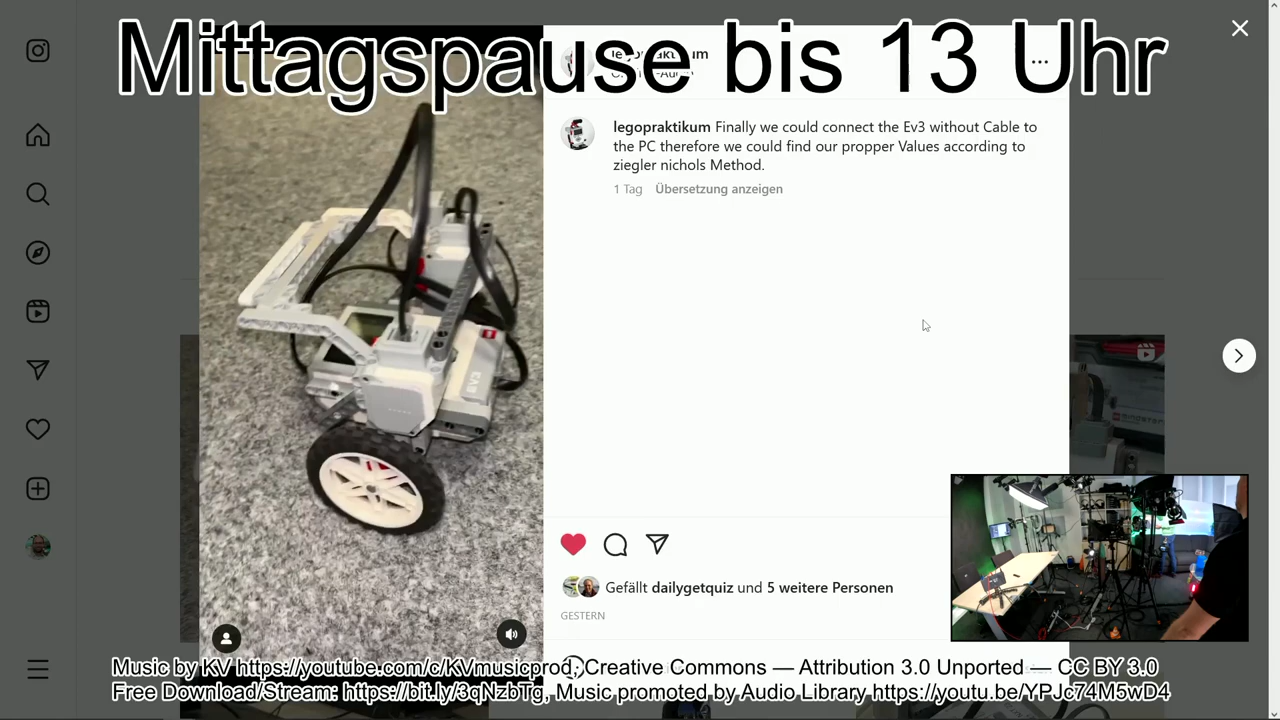 Mittagspause bis 13 Uhr
legopraktikum
legopraktikum Finally we could connect the Ev3 without Cable to
the PC therefore we could find our propper Values according to
ziegler nichols Method.
1 Tag Übersetzung anzeigen
EV3
Gefällt dailygetquiz und 5 weitere Personen
GESTERN
Music by KV https://youtube.com/c/KVmusicprod; Creative Commons — Attribution 3.0 Unported — CC BY 3.0
Free Download/Stream: https://bit.ly/3qNzbTg, Music promoted by Audio Library https://youtu.be/YPJc74M5wD4